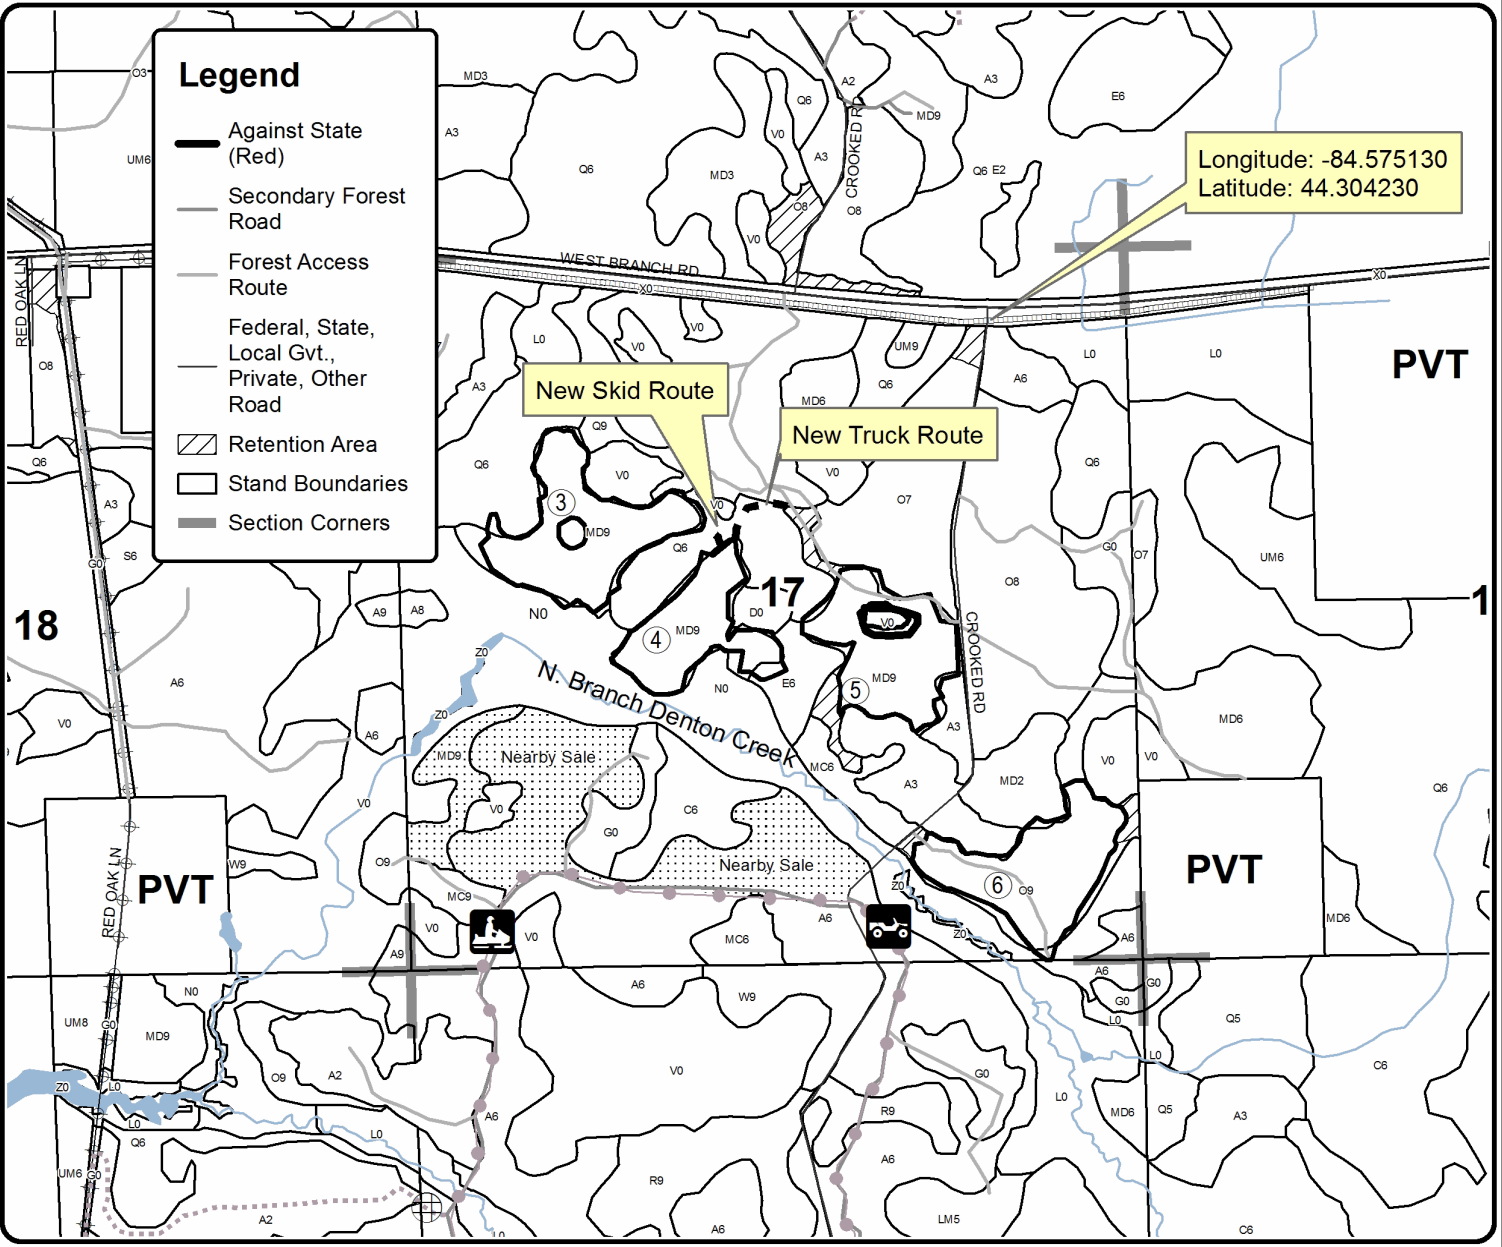 Legend
Against State
(Red)
Secondary Forest
Road
Forest Access
Route
Federal, State,
Local Gvt.,
Private, Other
Road
Retention Area
Stand Boundaries
Section Corners
O3
MD3
A2
A3
E6
Q6
MD9
A3
UM6
V0
A3
CROOKED RD
Q6
MD3
Q6 E2
Longitude: -84.575130
Latitude: 44.304230
O8
O8
V0
WEST BRANCH RD
X0
X0
RED OAK LN
V0
L0
V0
UM9
L0
L0
PVT
O8
A3
New Skid Route
Q6
A6
MD6
Q9
New Truck Route
Q6
Q6
V0
V0
Q6
A3
V0
O7
3
MD9
Q6
G0
O7
UM6
S6
G0
O8
17
18
1
A9
A8
N0
D0
V0
4
MD9
CROOKED RD
Z0
N. Branch Denton Creek
A6
N0
E6
5
MD9
Z0
V0
A6
A3
MD6
MD9
Nearby Sale
MC6
V0
V0
A3
MD2
Q6
V0
V0
C6
G0
RED OAK LN
PVT
W9
O9
Nearby Sale
PVT
MC9
Z0
6
O9
A6
MD6
V0
V0
MC6
Z0
A6
A9
A6
G0
N0
A6
W9
G0
L0
Q5
UM8
G0
MD9
L0
V0
C6
Z0
L0
O9
A2
G0
L0
A6
R9
MD6
Q5
A3
L0
L0
Q6
A6
UM6
G0
R9
A2
A6
LM5
C6
L0